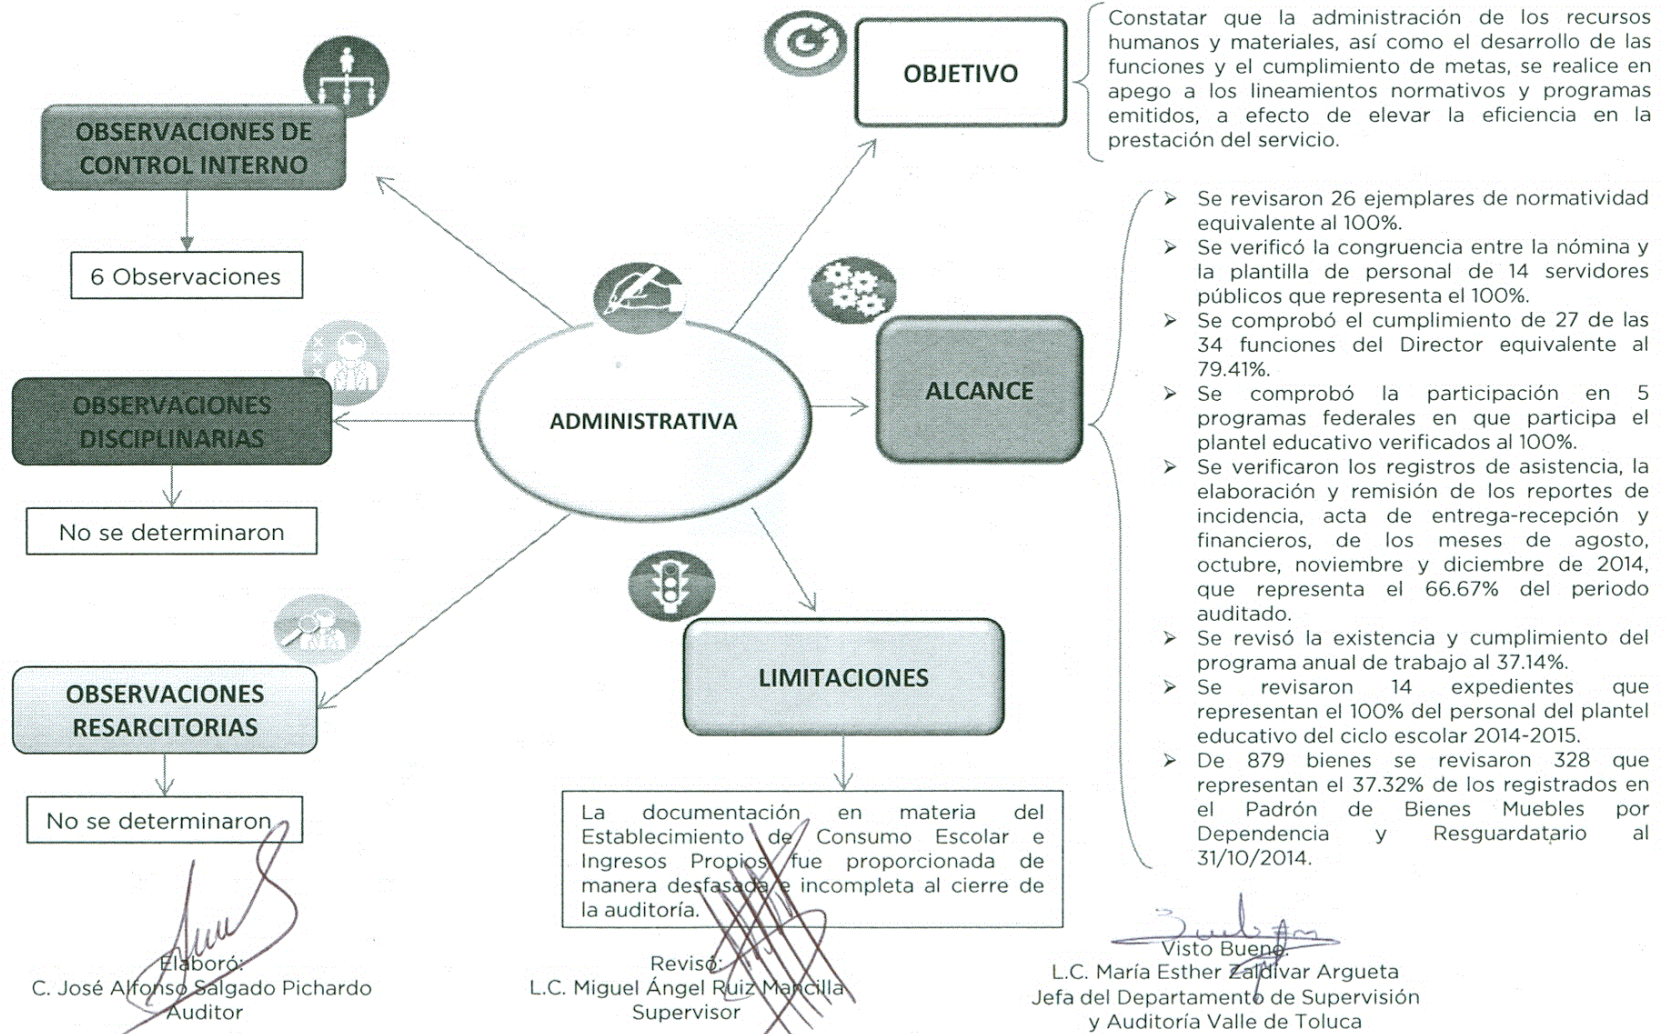 OBSERVACIONES DE
CONTROL INTERNO
6 Observaciones
OBSERVACIONES
DISCIPLINARIAS
No se determinaron
OBSERVACIONES
RESARCITORIAS
No se determinaron
ADMINISTRATIVA
OBJETIVO
Constatar que la administración de los recursos
humanos y materiales, así como el desarrollo de las
funciones y el cumplimiento de metas, se realice en
apego a los lineamientos normativos y programas
emitidos, a efecto de elevar la eficiencia en la
prestación del servicio.
ALCANCE
➢ Se revisaron 26 ejemplares de normatividad
equivalente al 100%.
➢ Se verificó la congruencia entre la nómina y
la plantilla de personal de 14 servidores
públicos que representa el 100%.
➢ Se comprobó el cumplimiento de 27 de las
34 funciones del Director equivalente al
79.41%.
➢ Se comprobó la participación en 5
programas federales en que participa el
plantel educativo verificados al 100%.
➢ Se verificaron los registros de asistencia, la
elaboración y remisión de los reportes de
incidencia, acta de entrega-recepción y
financieros, de los meses de agosto,
octubre, noviembre y diciembre de 2014,
que representa el 66.67% del periodo
auditado.
➢ Se revisó la existencia y cumplimiento del
programa anual de trabajo al 37.14%.
➢ Se revisaron 14 expedientes que
representan el 100% del personal del plantel
educativo del ciclo escolar 2014-2015.
➢ De 879 bienes se revisaron 328 que
representan el 37.32% de los registrados en
el Padrón de Bienes Muebles por
Dependencia y Resguardatario al
31/10/2014.
LIMITACIONES
La documentación en materia del
Establecimiento de Consumo Escolar e
Ingresos Propios fue proporcionada de
manera desfasada e incompleta al cierre de
la auditoría.
Elaboró:
C. José Alfonso Salgado Pichardo
Auditor
Revisó:
L.C. Miguel Ángel Ruiz Mancilla
Supervisor
Visto Bueno:
L.C. María Esther Zaldívar Argueta
Jefa del Departamento de Supervisión
y Auditoría Valle de Toluca